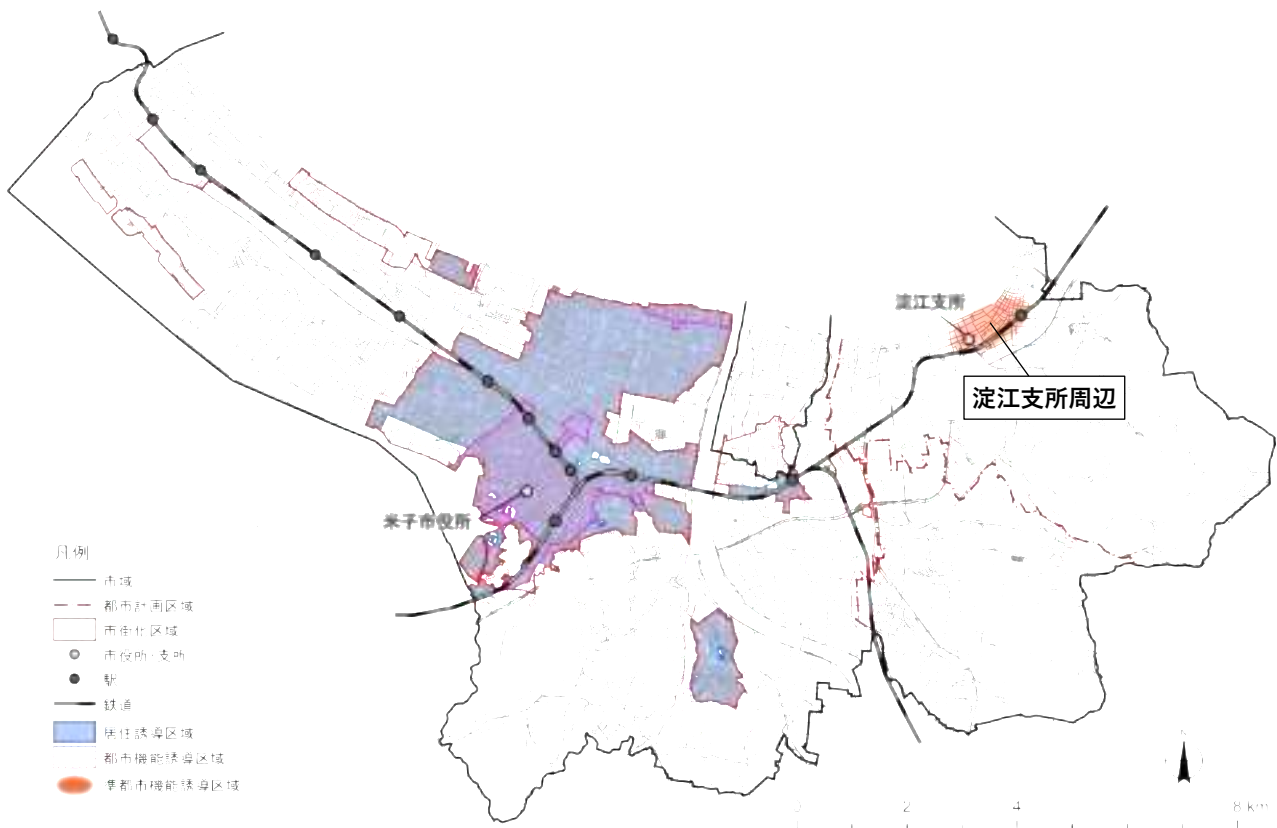 淀江支所
淀江支所周辺
米子市役所
凡例
市域
都市計画区域
市街化区域
市役所・支所
駅
鉄道
居住誘導区域
都市機能誘導区域
準都市機能誘導区域
0 2 4 8 km